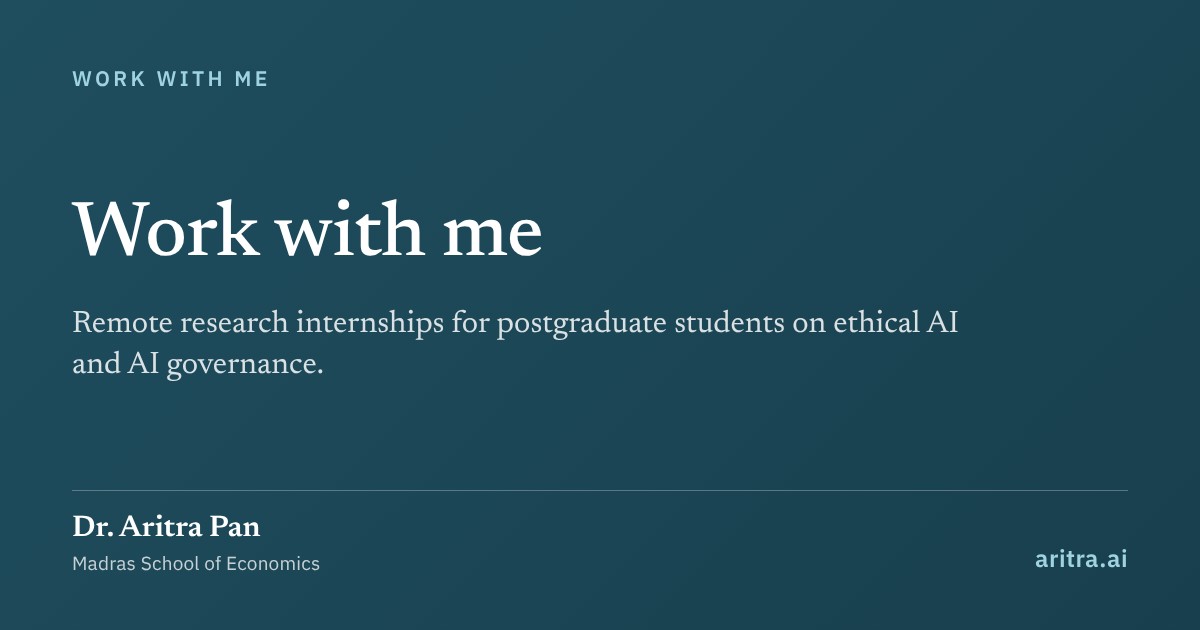 WORK WITH ME
Work with me
Remote research internships for postgraduate students on ethical AI
and AI governance.
Dr. Aritra Pan
Madras School of Economics
aritra.ai